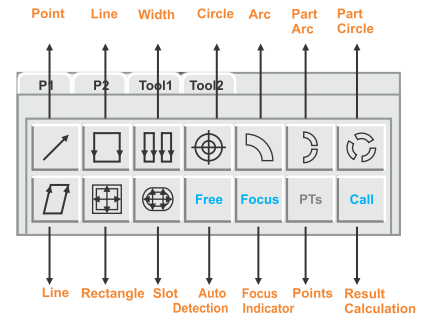 Point Line Width Circle Arc Part Part
Arc Circle
P1 P2 Tool1 Tool2
Free Focus PTs Call
Line Rectangle Slot Auto Focus Points Result
Detection Indicator Calculation